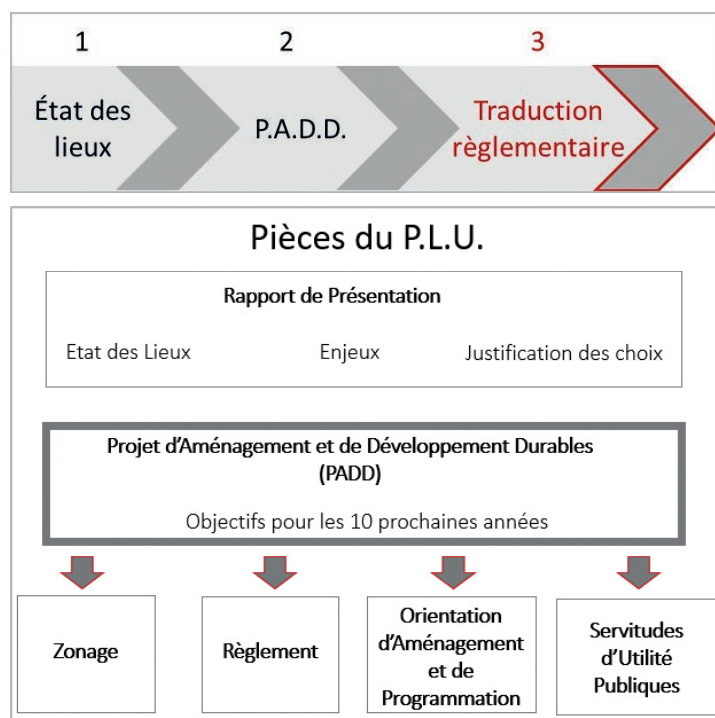 1
2
3
État des
lieux
P.A.D.D.
Traduction
règlementaire
Pièces du P.L.U.
Rapport de Présentation
Etat des Lieux
Enjeux
Justification des choix
Projet d'Aménagement et de Développement Durables
(PADD)
Objectifs pour les 10 prochaines années
Zonage
Règlement
Orientation
d'Aménagement
et de
Programmation
Servitudes
d'Utilité
Publiques